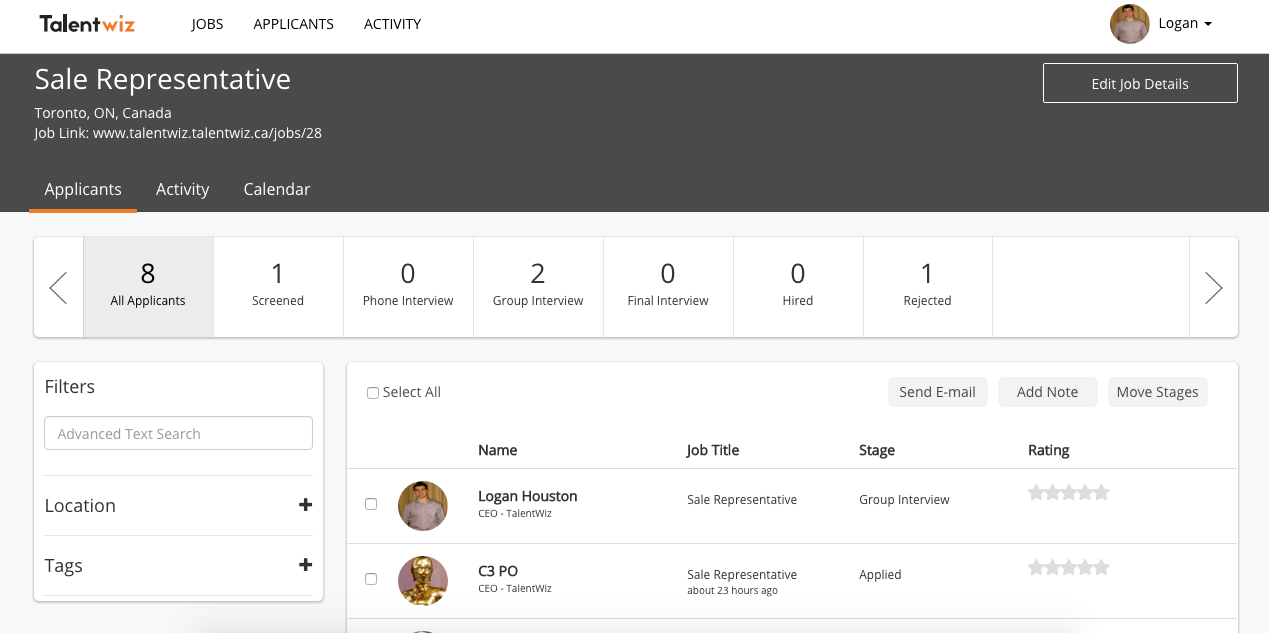 Talentwiz JOBS APPLICANTS ACTIVITY Logan
Sale Representative
Edit Job Details
Toronto, ON, Canada
Job Link: www.talentwiz.talentwiz.ca/jobs/28
Applicants Activity Calendar
8 1 0 2 0 0 1
All Applicants Screened Phone Interview Group Interview Final Interview Hired Rejected
Filters
Advanced Text Search
Location
Tags
Select All Send E-mail Add Note Move Stages
Name Job Title Stage Rating
Logan Houston Sale Representative Group Interview
CEO - TalentWiz
C3 PO Sale Representative Applied
CEO - TalentWiz about 23 hours ago